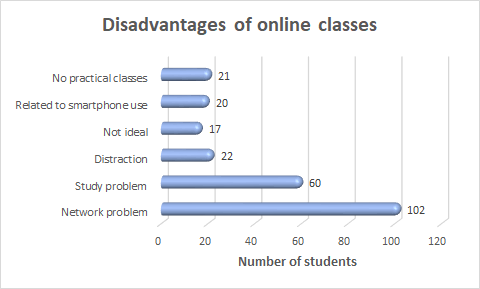 Disadvantages of online classes
No practical classes 21
Related to smartphone use 20
Not ideal 17
Distraction 22
Study problem 60
Network problem 102
0 20 40 60 80 100 120
Number of students